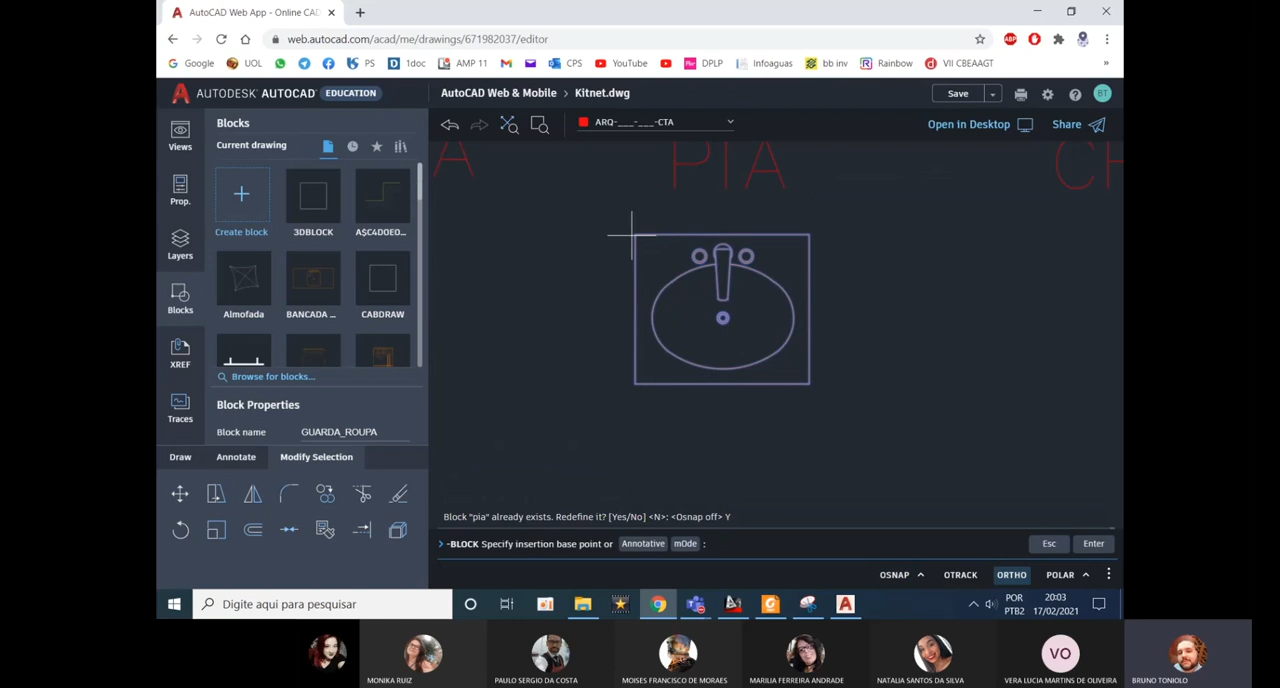 AutoCAD Web App - Online CAD
web.autocad.com/acad/me/drawings/671982037/editor
Google UOL PS 1doc AMP 11 CPS YouTube DPLP Infoaguas bb inv Rainbow VII CBEAAGT »
AUTODESK® AUTOCAD® EDUCATION
AutoCAD Web & Mobile > Kitnet.dwg
Save
BT
Views
Prop.
Layers
Blocks
XREF
Traces
Blocks
Current drawing
Create block
3DBLOCK
A$C4D0E0...
Almofada
BANCADA ...
CABDRAW
Browse for blocks...
Block Properties
Block name GUARDA_ROUPA
Draw Annotate Modify Selection
ARQ-___-___-CTA
Open in Desktop
Share
A PIA CH
Block "pia" already exists. Redefine it? [Yes/No] <N>: <Osnap off> Y
-BLOCK Specify insertion base point or Annotative mOde :
Esc Enter
OSNAP OTRACK ORTHO POLAR
Digite aqui para pesquisar
POR
PTB2
20:03
17/02/2021
MONIKA RUIZ
PAULO SERGIO DA COSTA
MOISES FRANCISCO DE MORAES
MARILIA FERREIRA ANDRADE
NATALIA SANTOS DA SILVA
VO
VERA LUCIA MARTINS DE OLIVEIRA
BRUNO TONIOLO